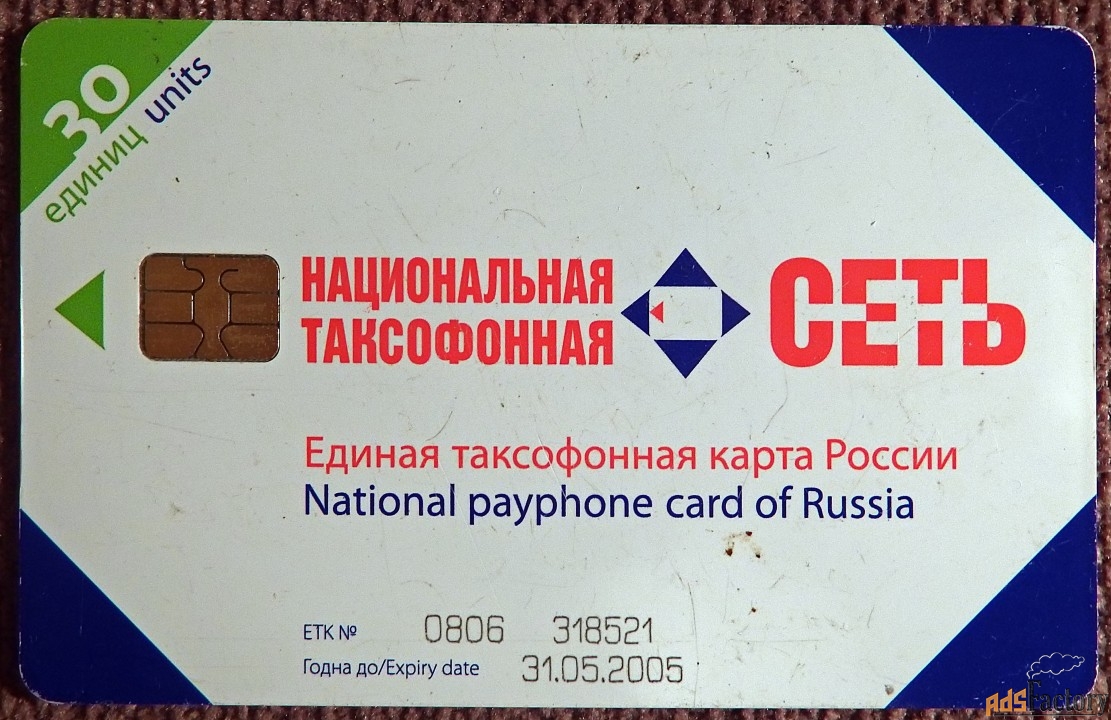 30
единиц units
НАЦИОНАЛЬНАЯ
ТАКСОФОННАЯ
СЕТЬ
Единая таксофонная карта России
National payphone card of Russia
ЕТК № 0806 318521
Годна до/Expiry date 31.05.2005
AdsFactory